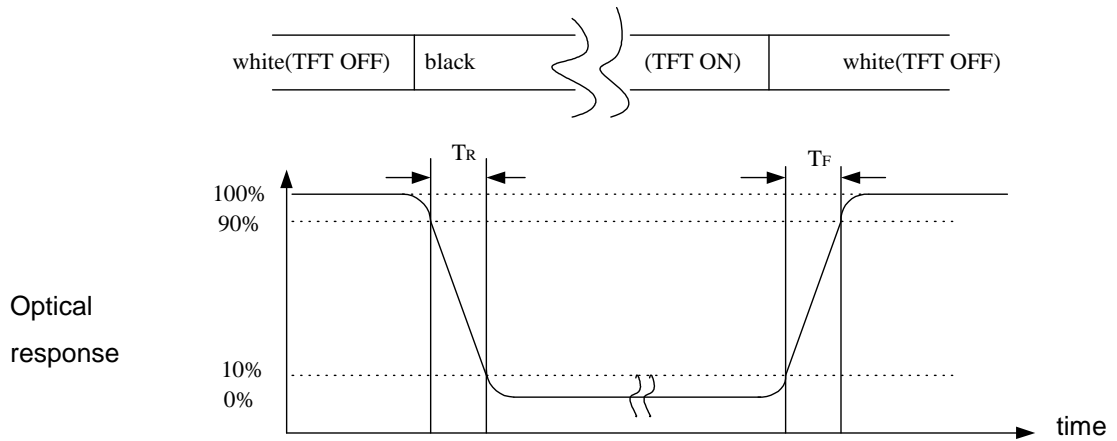 white(TFT OFF) black (TFT ON) white(TFT OFF)
TR TF
100%
90%
Optical
response
10%
0%
time